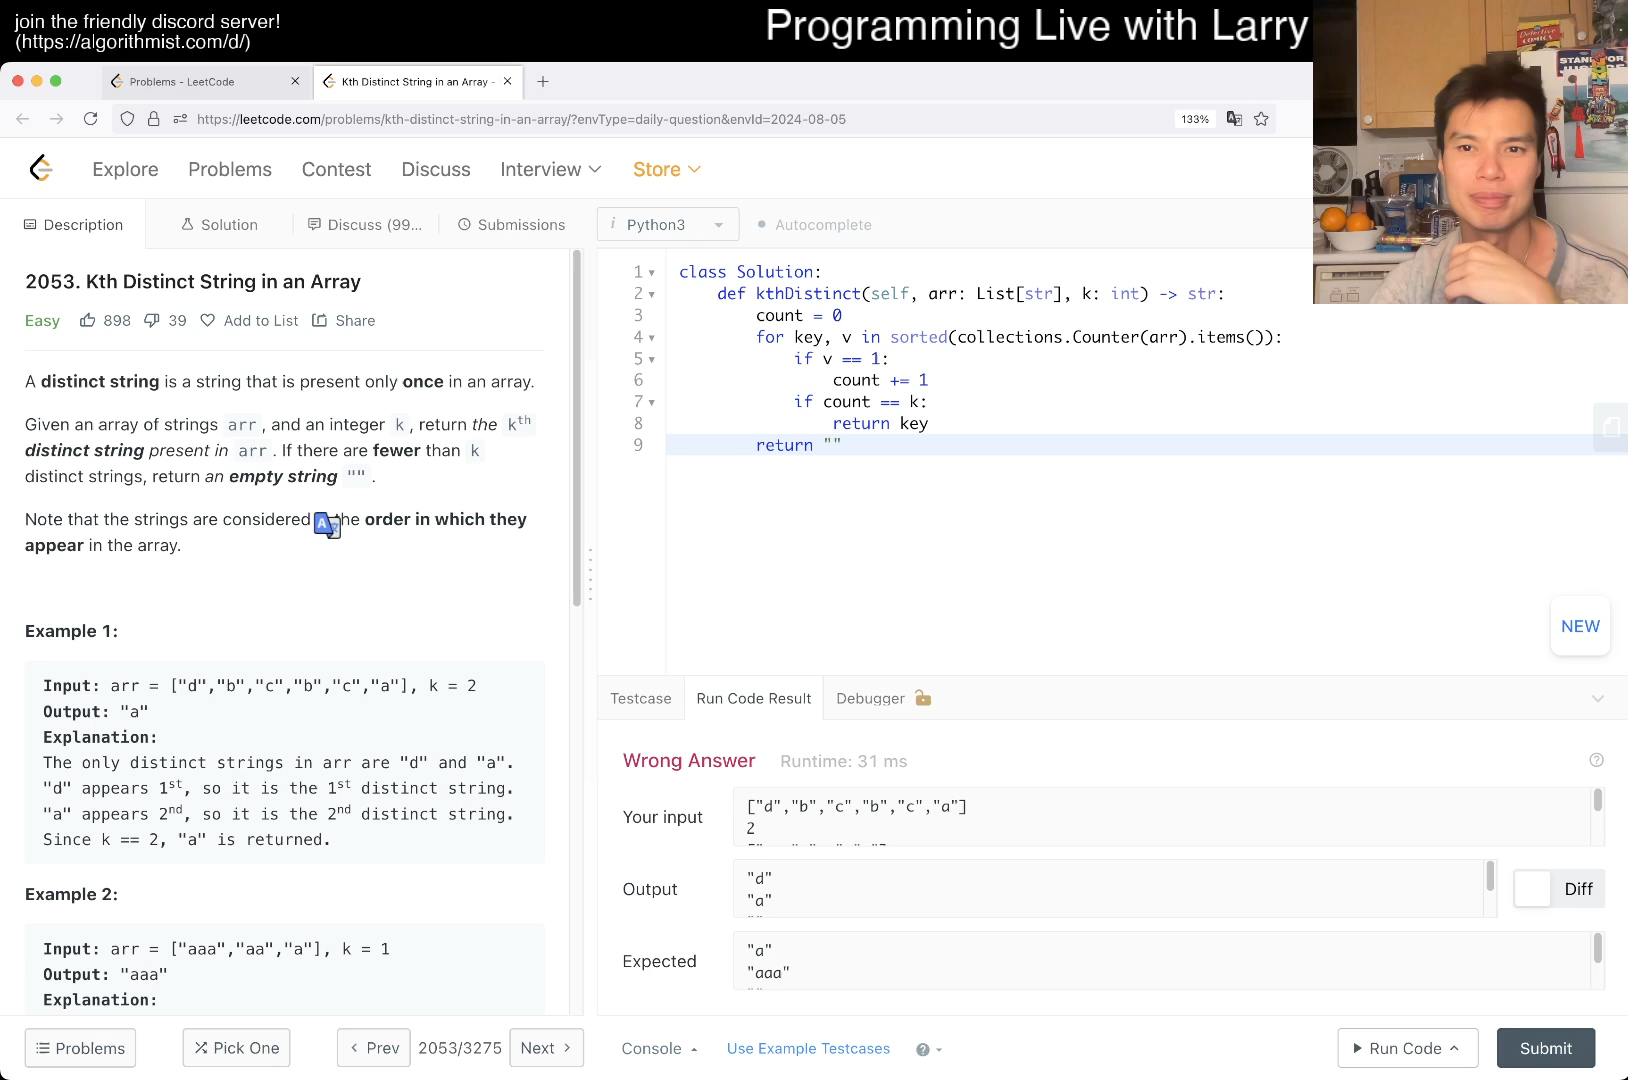 join the friendly discord server!
(https://algorithmist.com/d/)
Programming Live with Larry
Problems - LeetCode
Kth Distinct String in an Array -
https://leetcode.com/problems/kth-distinct-string-in-an-array/?envType=daily-question&envId=2024-08-05
133%
Explore
Problems
Contest
Discuss
Interview
Store
Description
Solution
Discuss (99...
Submissions
i Python3
Autocomplete
2053. Kth Distinct String in an Array
Easy 898 39 Add to List Share
A distinct string is a string that is present only once in an array.
Given an array of strings arr , and an integer k , return the kth
distinct string present in arr . If there are fewer than k
distinct strings, return an empty string "" .
Note that the strings are considered the order in which they
appear in the array.
Example 1:
Input: arr = ["d","b","c","b","c","a"], k = 2
Output: "a"
Explanation:
The only distinct strings in arr are "d" and "a".
"d" appears 1st, so it is the 1st distinct string.
"a" appears 2nd, so it is the 2nd distinct string.
Since k == 2, "a" is returned.
Example 2:
Input: arr = ["aaa","aa","a"], k = 1
Output: "aaa"
Explanation:
1 class Solution:
2 def kthDistinct(self, arr: List[str], k: int) -> str:
3 count = 0
4 for key, v in sorted(collections.Counter(arr).items()):
5 if v == 1:
6 count += 1
7 if count == k:
8 return key
9 return ""
NEW
Testcase
Run Code Result
Debugger
Wrong Answer Runtime: 31 ms
Your input
["d","b","c","b","c","a"]
2
Output
"d"
"a"
Diff
Expected
"a"
"aaa"
Problems
Pick One
Prev
2053/3275
Next
Console
Use Example Testcases
Run Code
Submit